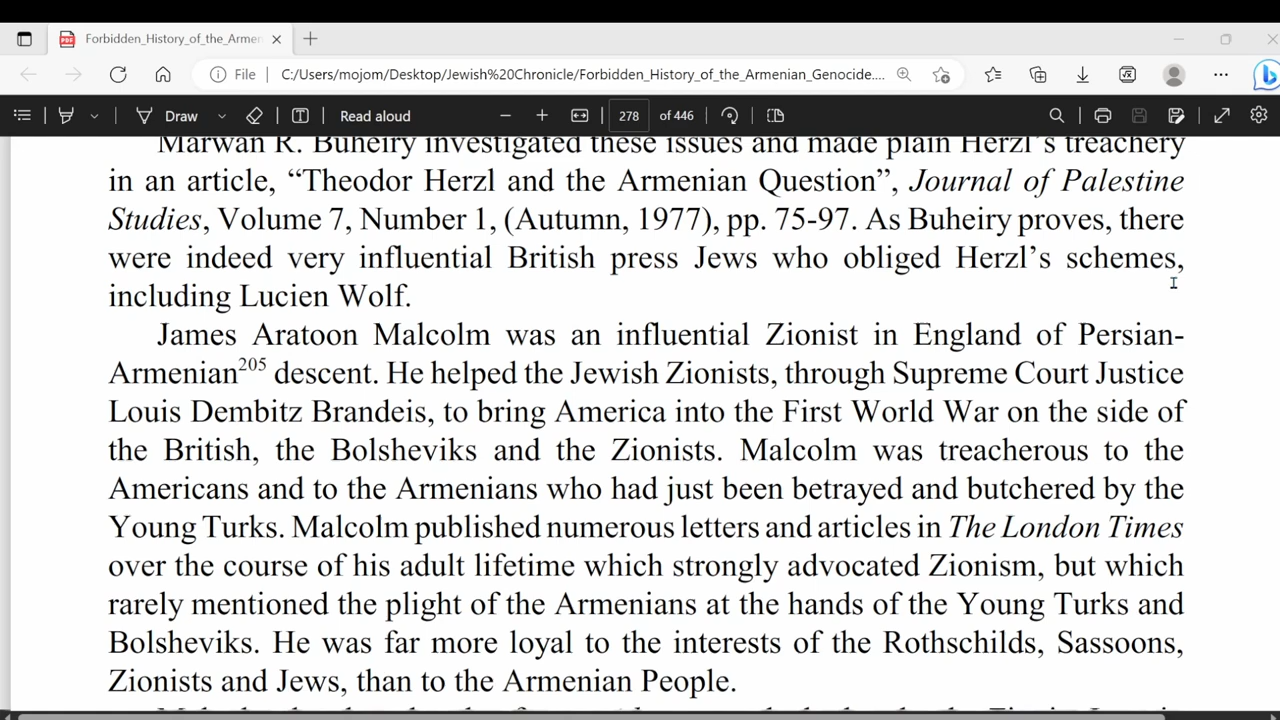 Forbidden_History_of_the_Armen
File
C:/Users/mojom/Desktop/Jewish%20Chronicle/Forbidden_History_of_the_Armenian_Genocide....
Draw
Read aloud
278 of 446
Marwan R. Buheiry investigated these issues and made plain Herzl's treachery
in an article, “Theodor Herzl and the Armenian Question”, Journal of Palestine
Studies, Volume 7, Number 1, (Autumn, 1977), pp. 75-97. As Buheiry proves, there
were indeed very influential British press Jews who obliged Herzl's schemes,
including Lucien Wolf.
James Aratoon Malcolm was an influential Zionist in England of Persian-
Armenian205 descent. He helped the Jewish Zionists, through Supreme Court Justice
Louis Dembitz Brandeis, to bring America into the First World War on the side of
the British, the Bolsheviks and the Zionists. Malcolm was treacherous to the
Americans and to the Armenians who had just been betrayed and butchered by the
Young Turks. Malcolm published numerous letters and articles in The London Times
over the course of his adult lifetime which strongly advocated Zionism, but which
rarely mentioned the plight of the Armenians at the hands of the Young Turks and
Bolsheviks. He was far more loyal to the interests of the Rothschilds, Sassoons,
Zionists and Jews, than to the Armenian People.